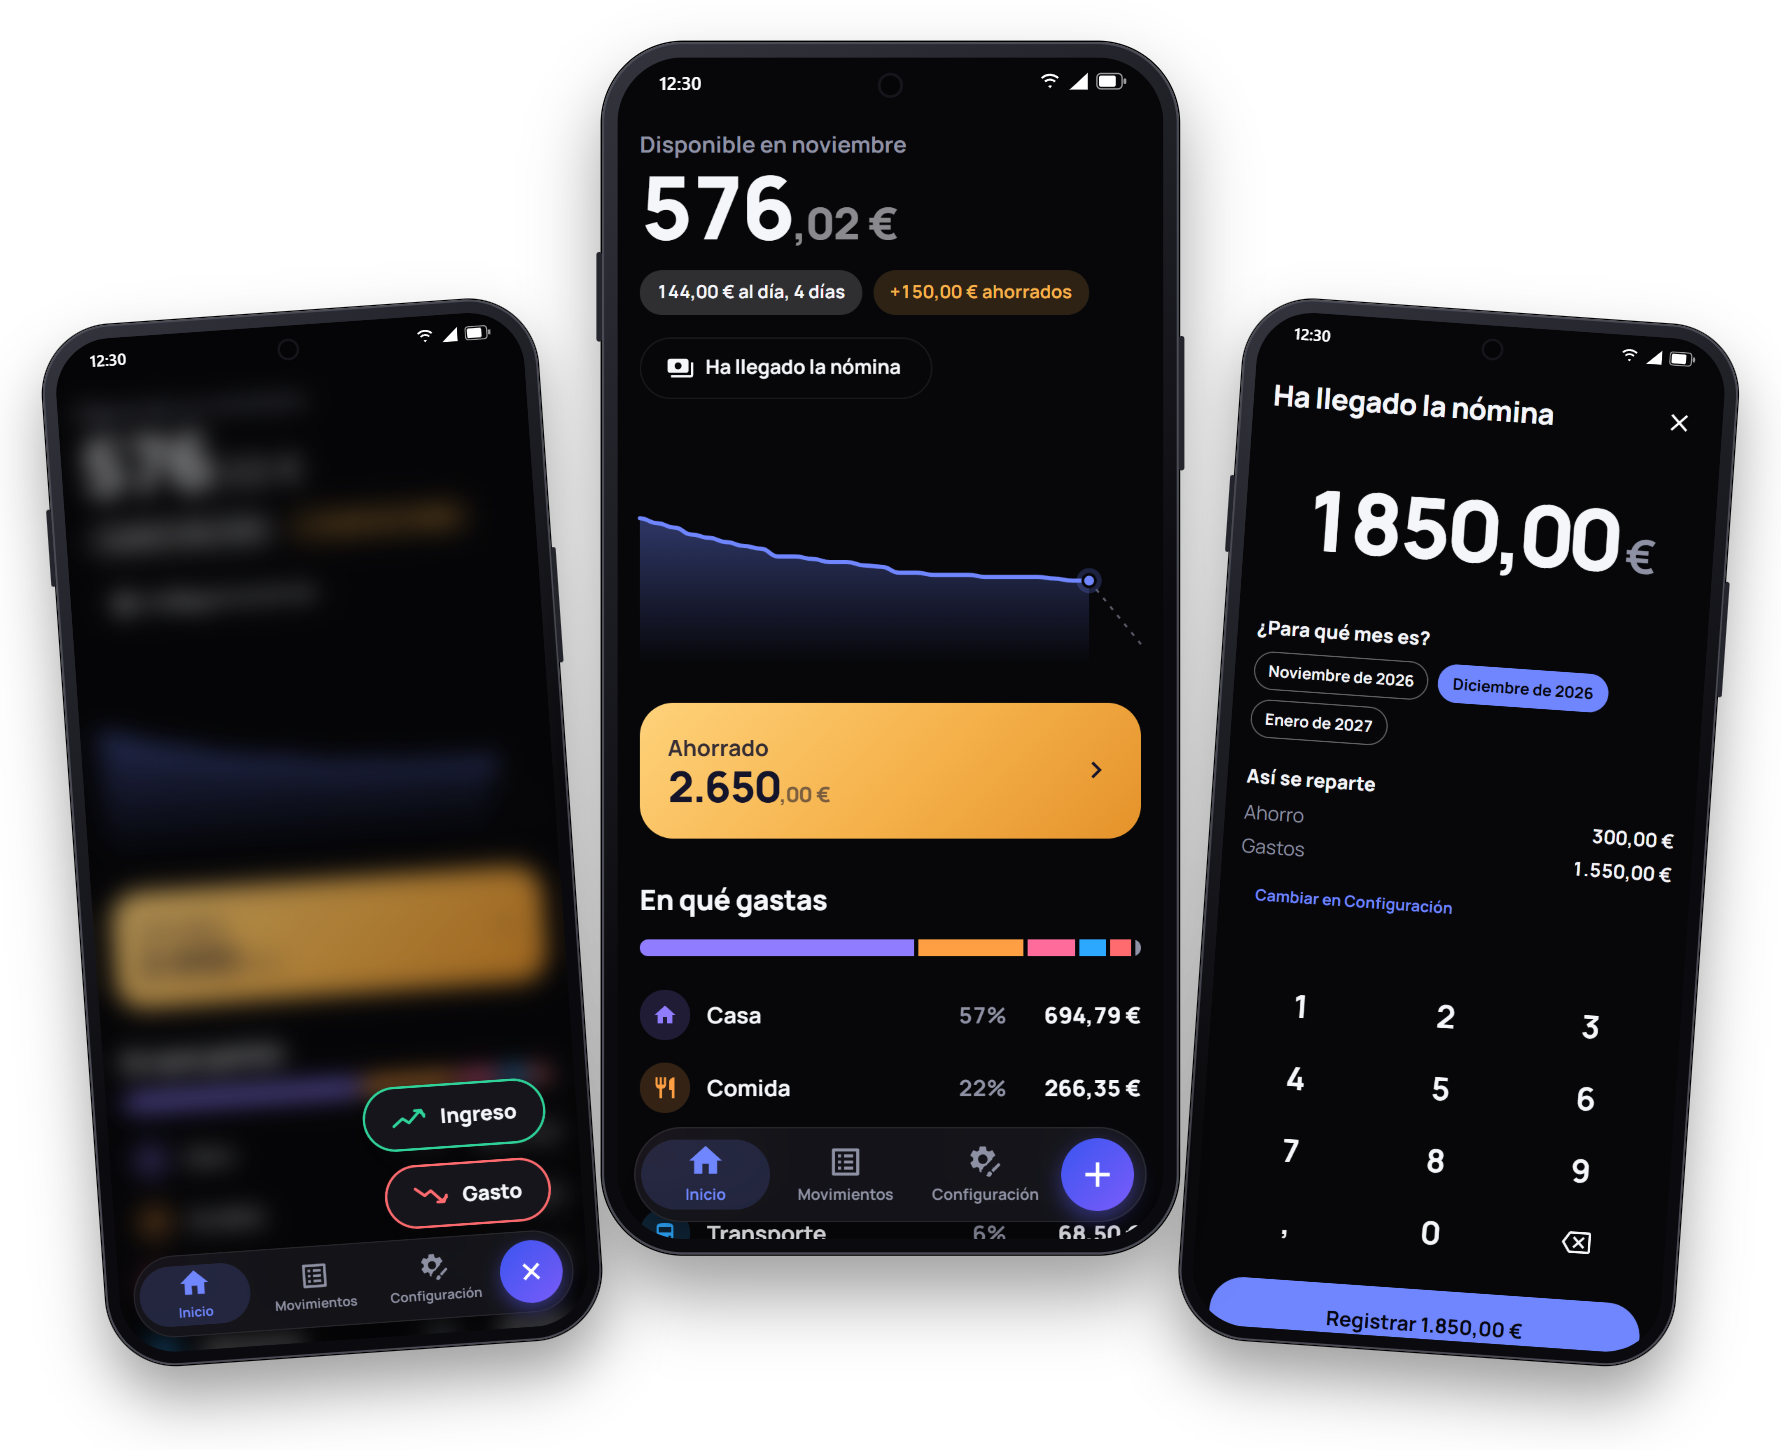 12:30
Ingreso
Gasto
Inicio
Movimientos
Configuración
12:30
Disponible en noviembre
576,02 €
144,00 € al día, 4 días
+150,00 € ahorrados
Ha llegado la nómina
Ahorrado
2.650,00 €
En qué gastas
Casa 57% 694,79 €
Comida 22% 266,35 €
Inicio
Movimientos
Configuración
Transporte 6% 68,50 €
12:30
Ha llegado la nómina
1850,00 €
¿Para qué mes es?
Noviembre de 2026
Diciembre de 2026
Enero de 2027
Así se reparte
Ahorro 300,00 €
Gastos 1.550,00 €
Cambiar en Configuración
1 2 3
4 5 6
7 8 9
, 0
Registrar 1.850,00 €